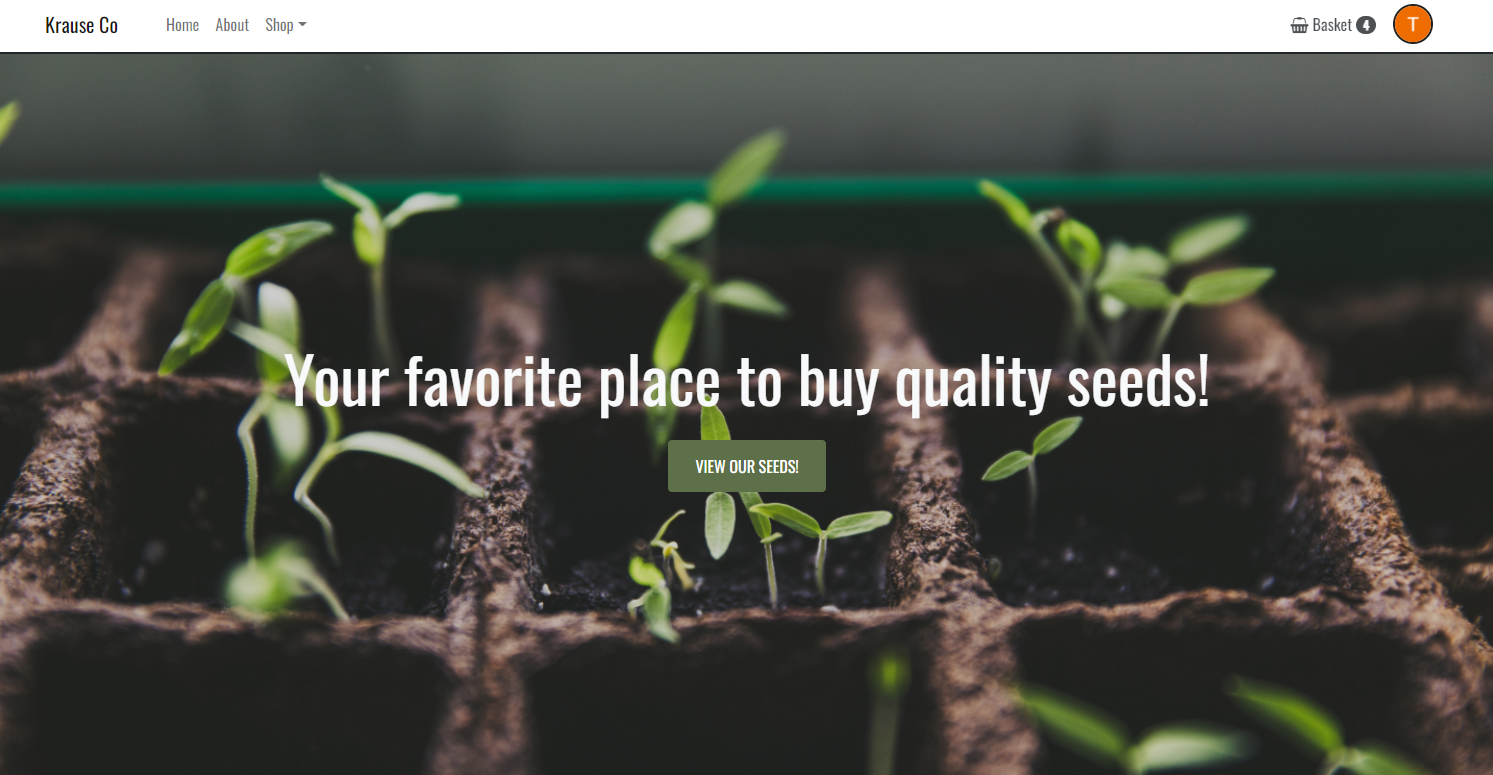 Krause Co Home About Shop Basket 4 T
Your favorite place to buy quality seeds!
VIEW OUR SEEDS!